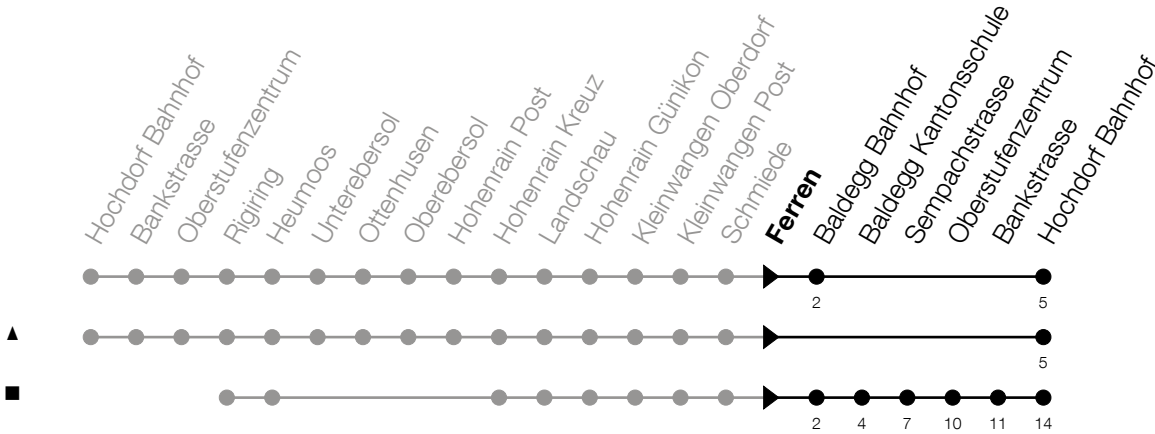 Hochdorf Bahnhof
Bankstrasse
Oberstufenzentrum
Rigiring
Heumoos
Unterebersol
Ottenhusen
Oberebersol
Hohenrain Post
Hohenrain Kreuz
Landschau
Hohenrain Günikon
Kleinwangen Oberdorf
Kleinwangen Post
Schmiede
Ferren
Baldegg Bahnhof
Baldegg Kantonsschule
Sempachstrasse
Oberstufenzentrum
Bankstrasse
Hochdorf Bahnhof
2 5
5
2 4 7 10 11 14